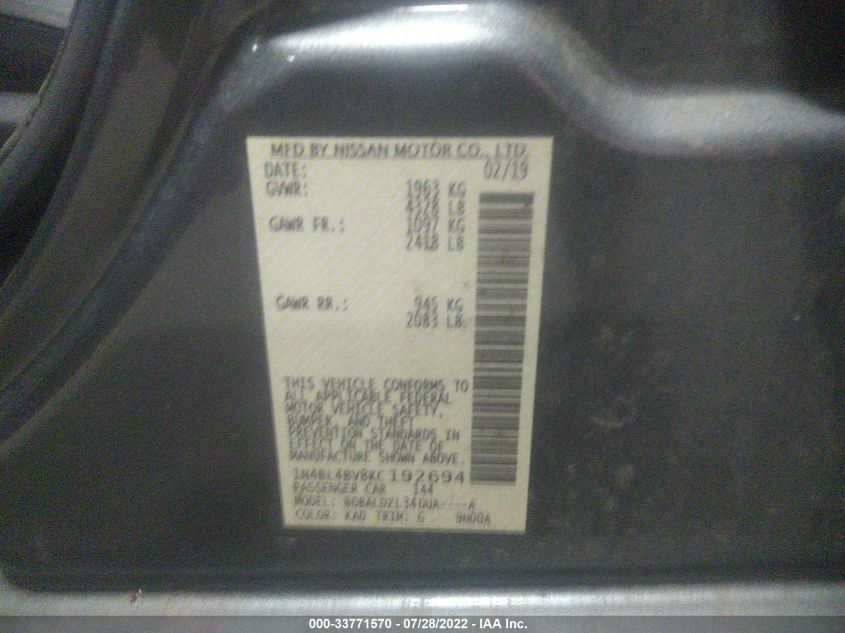 MFD BY NISSAN MOTOR CO., LTD.
DATE: 02/19
GVWR: 1963 KG
4328 LB
GAWR FR.: 1097 KG
2418 LB
GAWR RR.: 945 KG
2083 LB
THIS VEHICLE CONFORMS TO
ALL APPLICABLE FEDERAL
MOTOR VEHICLE SAFETY,
BUMPER, AND THEFT
PREVENTION STANDARDS IN
EFFECT ON THE DATE OF
MANUFACTURE SHOWN ABOVE.
1N4BL4BV8KC192694
PASSENGER CAR 144
MODEL: BDBALDZL34DUA----A
COLOR: KAD TRIM: G 9N00A
000-33771570 - 07/28/2022 - IAA Inc.